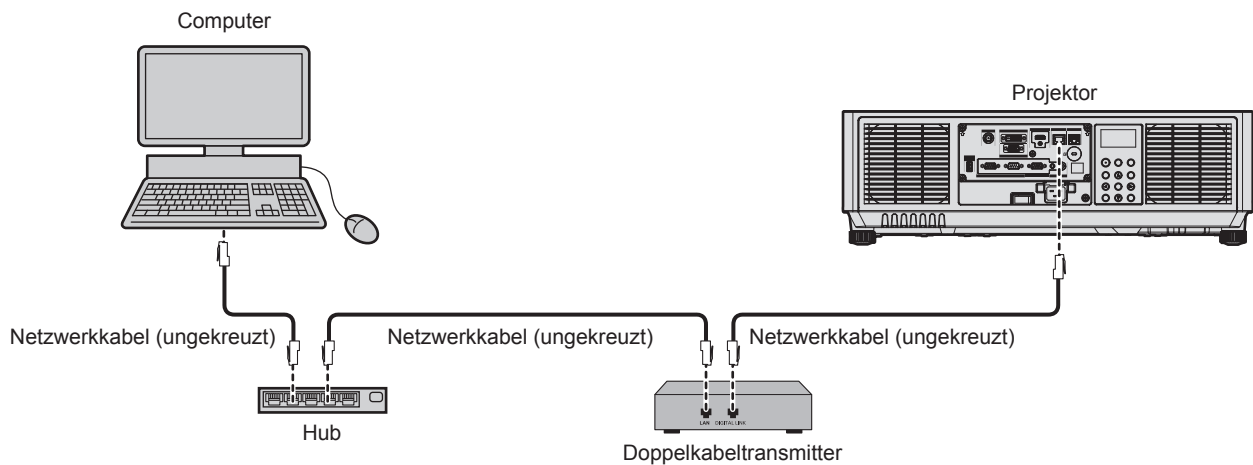 Computer
Projektor
Netzwerkkabel (ungekreuzt)
Netzwerkkabel (ungekreuzt)
Netzwerkkabel (ungekreuzt)
LAN
DIGITAL LINK
Hub
Doppelkabeltransmitter